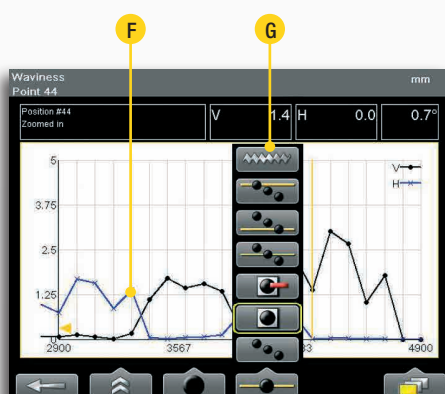 F G
Waviness mm
Point 44
Position #44
Zoomed in
V 1.4 H 0.0 0.7°
5
V
H
3.75
2.5
1.25
0
2900 3567 33 4900